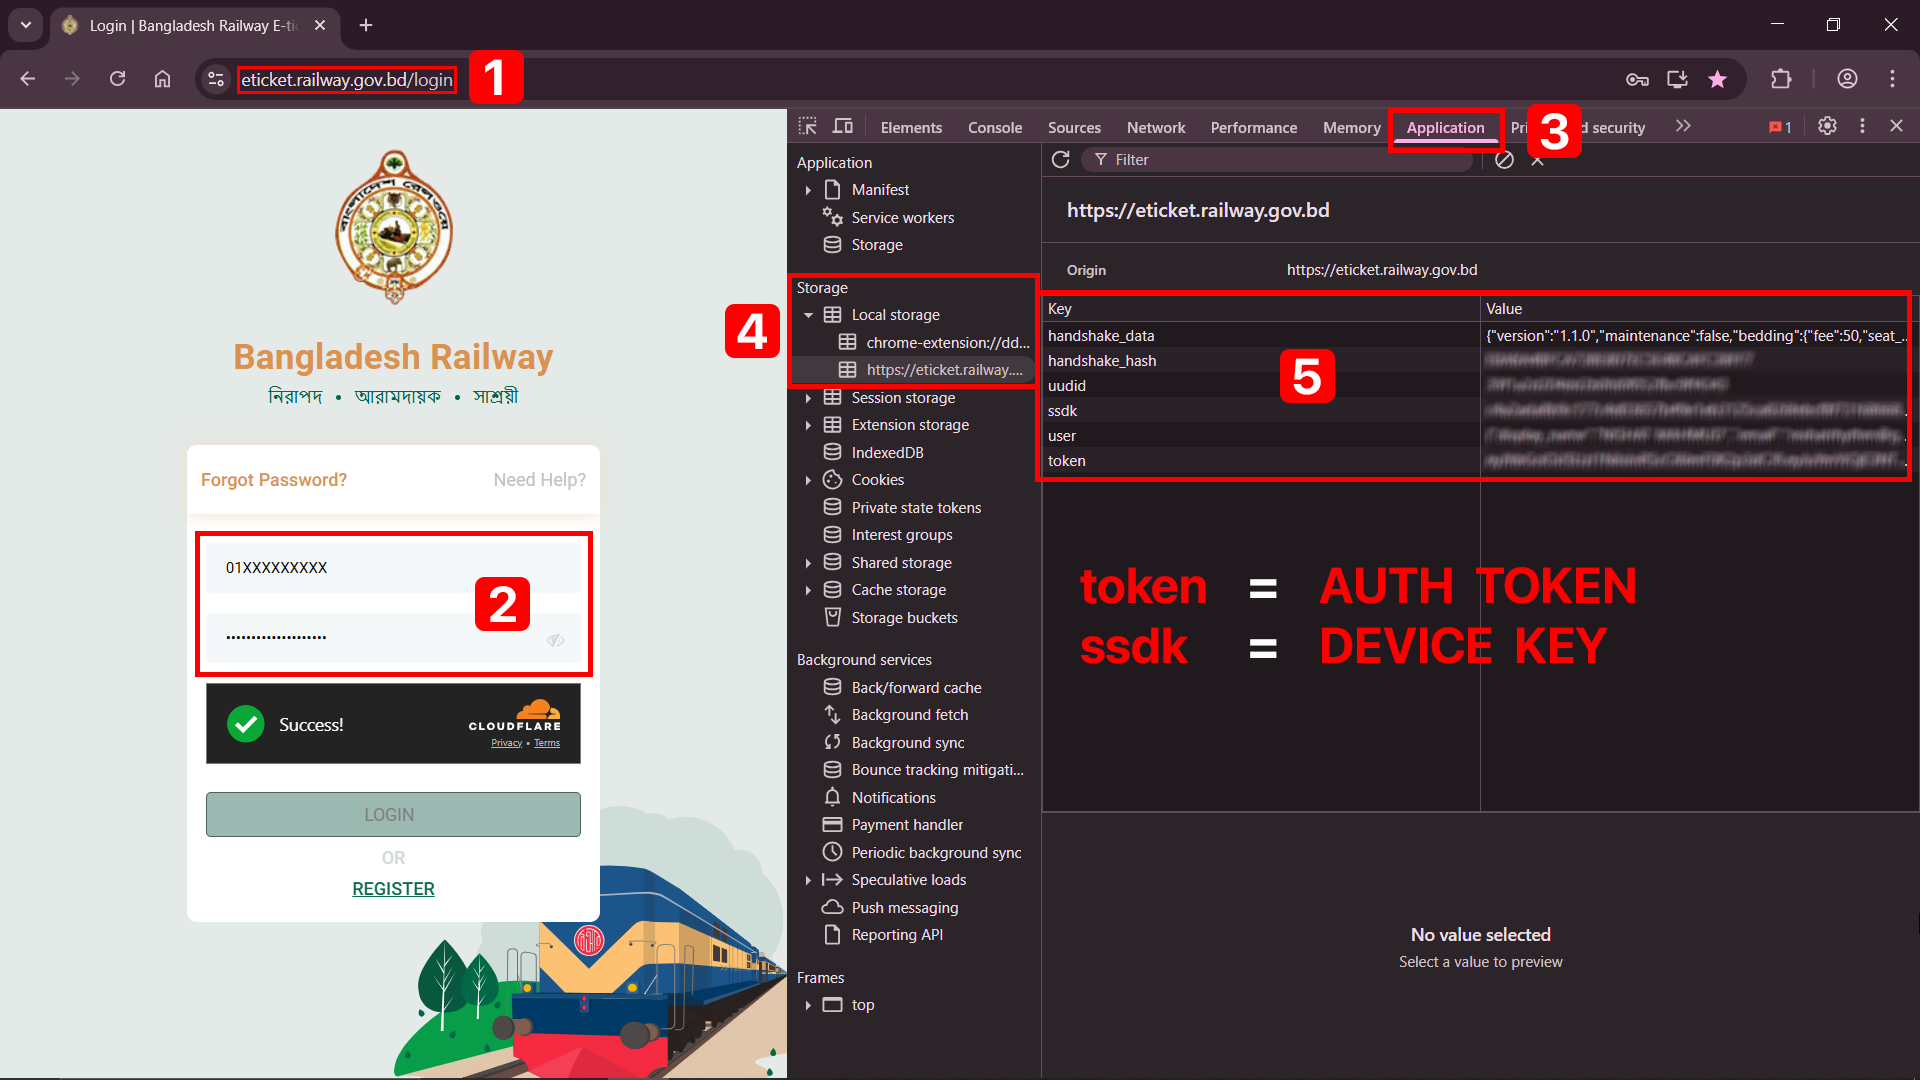 Login | Bangladesh Railway E-tic
eticket.railway.gov.bd/login
1
Elements
Console
Sources
Network
Performance
Memory
Application
Pri
d security
3
1
Filter
https://eticket.railway.gov.bd
Origin
https://eticket.railway.gov.bd
Application
Manifest
Service workers
Storage
Storage
Local storage
chrome-extension://dd...
https://eticket.railway....
Session storage
Extension storage
IndexedDB
Cookies
Private state tokens
Interest groups
Shared storage
Cache storage
Storage buckets
Background services
Back/forward cache
Background fetch
Background sync
Bounce tracking mitigati...
Notifications
Payment handler
Periodic background sync
Speculative loads
Push messaging
Reporting API
Frames
top
4
Key
Value
handshake_data
{"version":"1.1.0","maintenance":false,"bedding":{"fee":50,"seat_...
handshake_hash
uudid
ssdk
user
token
5
token = AUTH TOKEN
ssdk = DEVICE KEY
No value selected
Select a value to preview
বাংলাদেশ রেলওয়ে
Bangladesh Railway
নিরাপদ • আরামদায়ক • সাশ্রয়ী
Forgot Password?
Need Help?
01XXXXXXXXX
••••••••••••••••••••
2
Success!
CLOUDFLARE
Privacy • Terms
LOGIN
OR
REGISTER